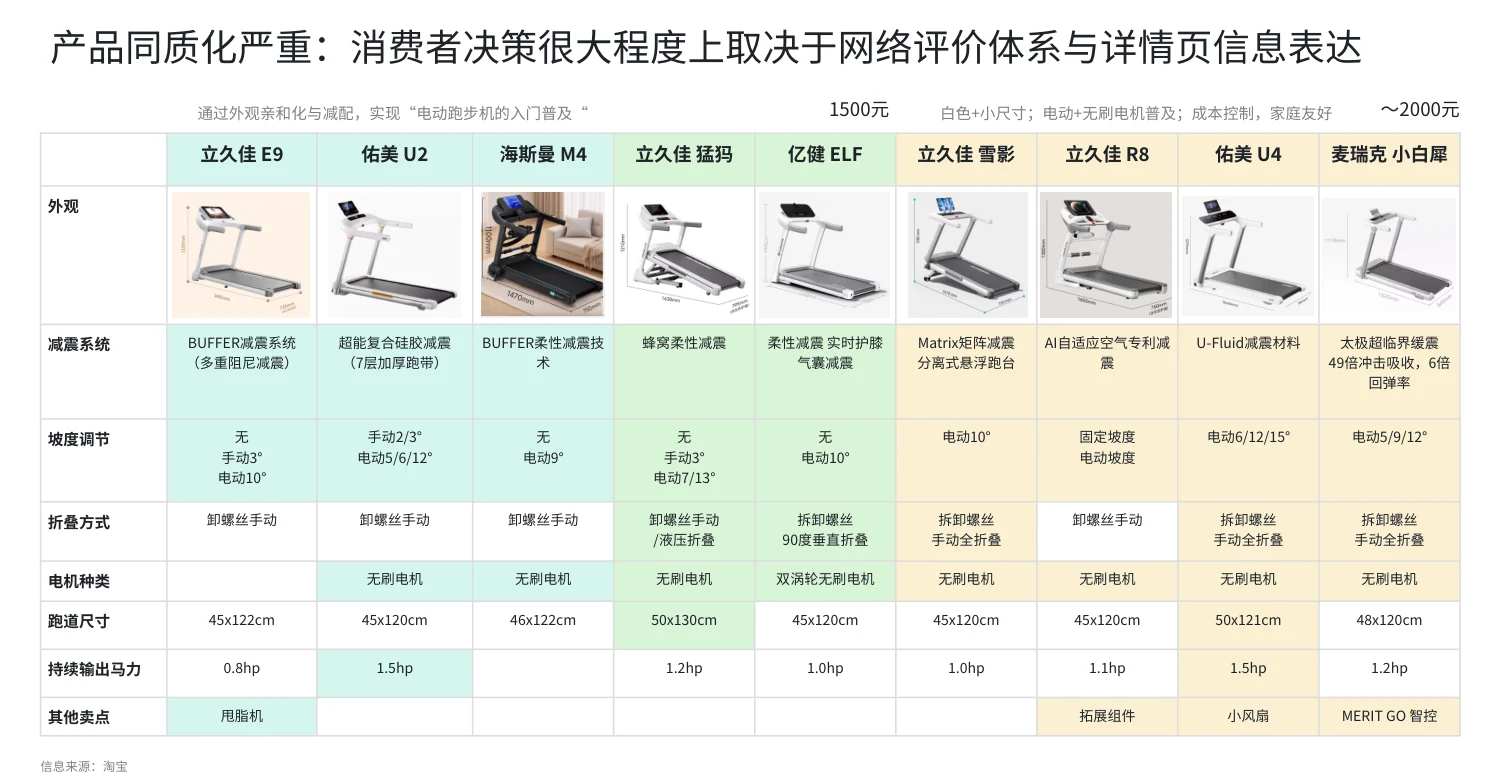 产品同质化严重：消费者决策很大程度上取决于网络评价体系与详情页信息表达
通过外观亲和化与减配，实现“电动跑步机的入门普及“
1500元
白色+小尺寸；电动+无刷电机普及；成本控制，家庭友好
～2000元
立久佳 E9
佑美 U2
海斯曼 M4
立久佳 猛犸
亿健 ELF
立久佳 雪影
立久佳 R8
佑美 U4
麦瑞克 小白犀
外观
1100mm
1470mm
750mm
减震系统
BUFFER减震系统
（多重阻尼减震）
超能复合硅胶减震
（7层加厚跑带）
BUFFER柔性减震技
术
蜂窝柔性减震
柔性减震 实时护膝
气囊减震
Matrix矩阵减震
分离式悬浮跑台
AI自适应空气专利减
震
U-Fluid减震材料
太极超临界缓震
49倍冲击吸收，6倍
回弹率
坡度调节
无
手动3°
电动10°
手动2/3°
电动5/6/12°
无
电动9°
无
手动3°
电动7/13°
无
电动10°
电动10°
固定坡度
电动坡度
电动6/12/15°
电动5/9/12°
折叠方式
卸螺丝手动
卸螺丝手动
卸螺丝手动
卸螺丝手动
/液压折叠
拆卸螺丝
90度垂直折叠
拆卸螺丝
手动全折叠
卸螺丝手动
拆卸螺丝
手动全折叠
拆卸螺丝
手动全折叠
电机种类
无刷电机
无刷电机
无刷电机
双涡轮无刷电机
无刷电机
无刷电机
无刷电机
无刷电机
跑道尺寸
45x122cm
45x120cm
46x122cm
50x130cm
45x120cm
45x120cm
45x120cm
50x121cm
48x120cm
持续输出马力
0.8hp
1.5hp
1.2hp
1.0hp
1.0hp
1.1hp
1.5hp
1.2hp
其他卖点
甩脂机
拓展组件
小风扇
MERIT GO 智控
信息来源：淘宝